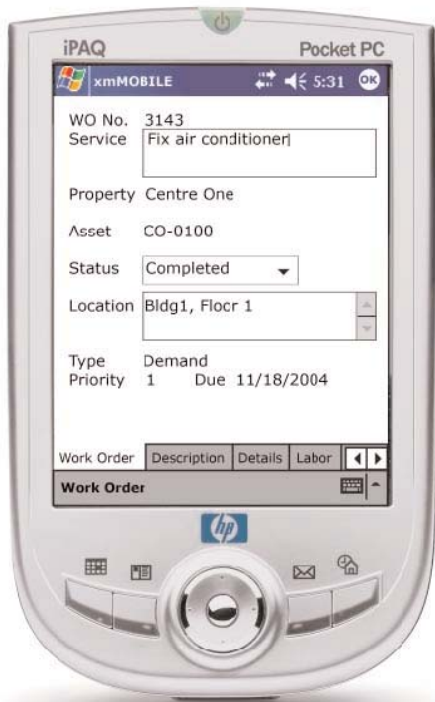 iPAQ Pocket PC
xmMOBILE 5:31 OK
WO No. 3143
Service Fix air conditioner
Property Centre One
Asset CO-0100
Status Completed
Location Bldg1, Floor 1
Type Demand
Priority 1 Due 11/18/2004
Work Order Description Details Labor
Work Order
hp